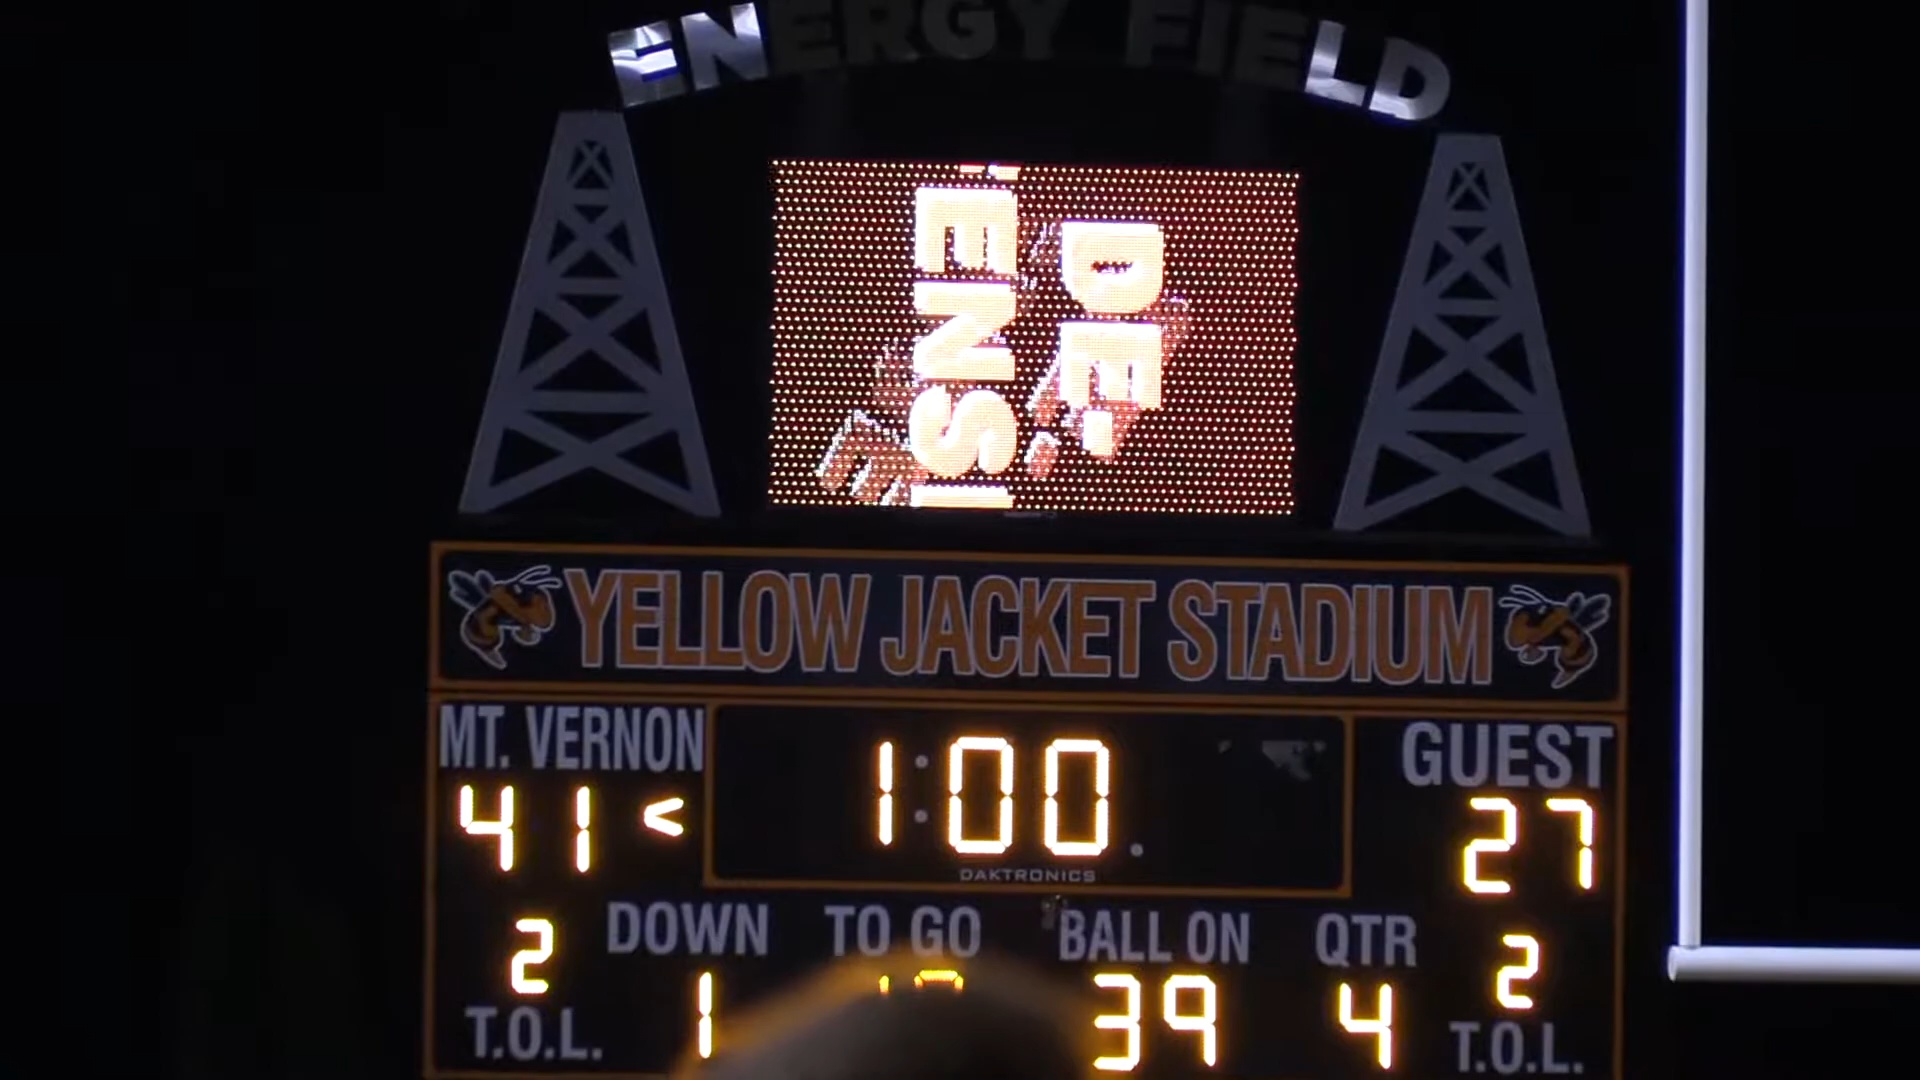 ENERGY FIELD
DE-
ENSE
YELLOW JACKET STADIUM
MT. VERNON
1:00
GUEST
41 <
27
DAKTRONICS
DOWN
TO GO
BALL ON
QTR
2
1
39
4
2
T.O.L.
T.O.L.